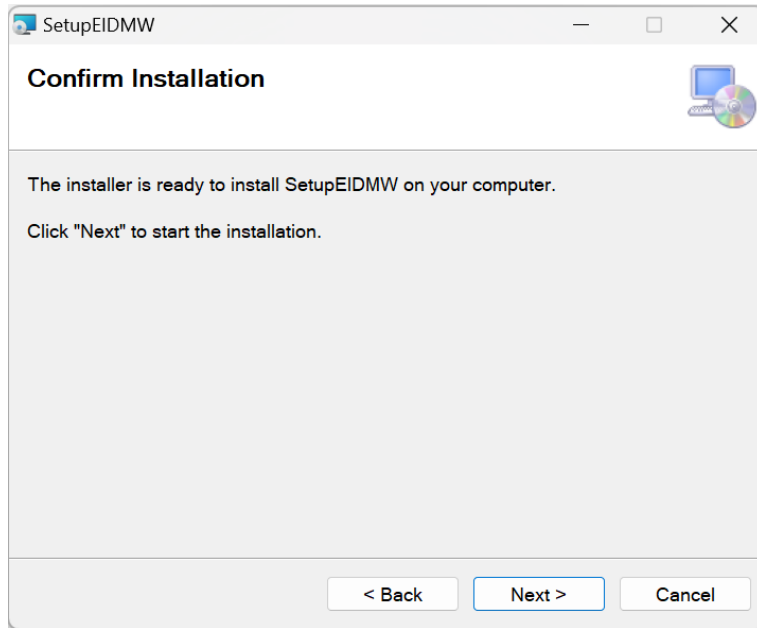 SetupEIDMW
Confirm Installation
The installer is ready to install SetupEIDMW on your computer.
Click "Next" to start the installation.
< Back
Next >
Cancel